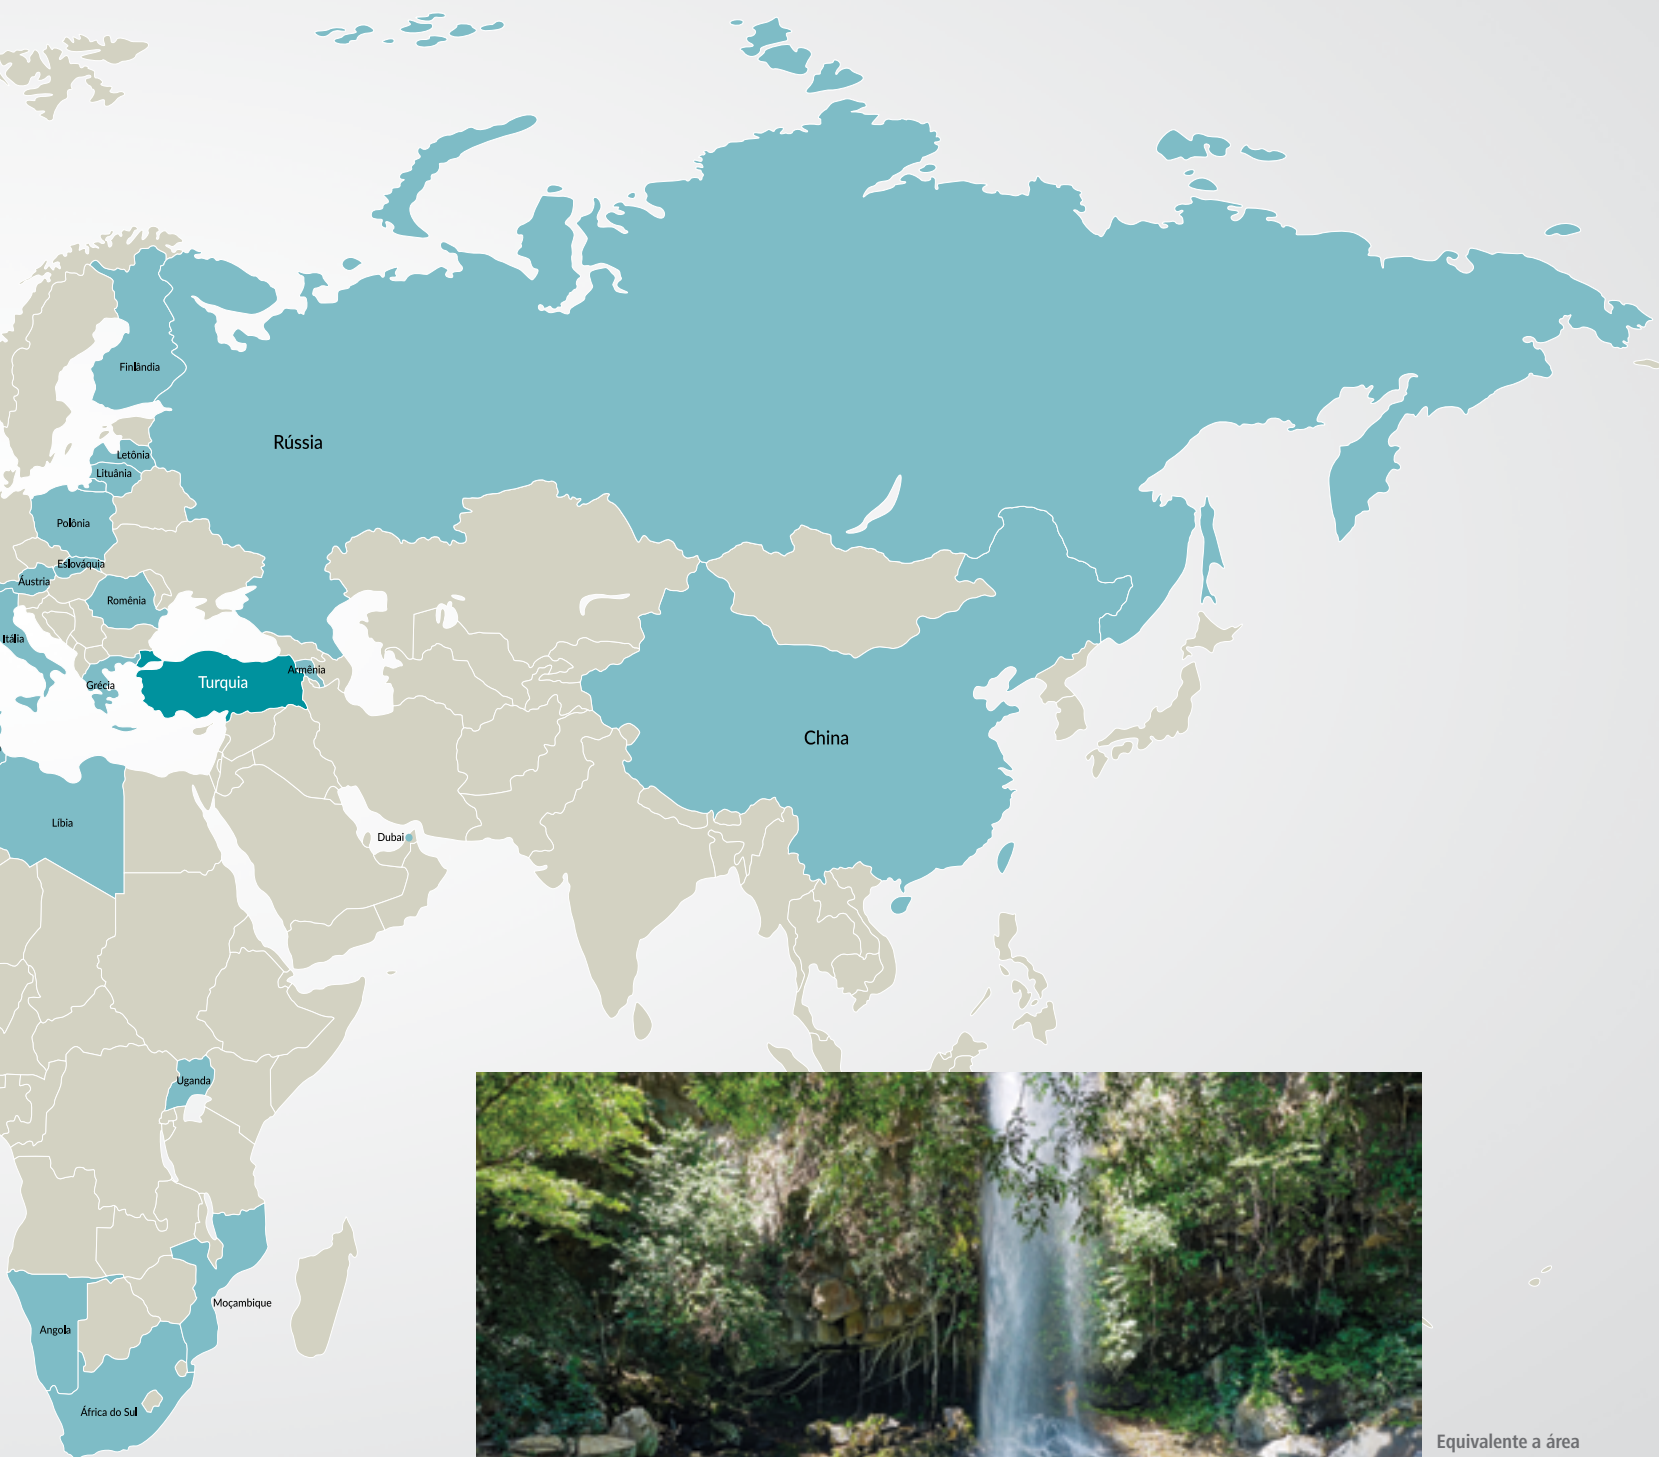 Finlândia
Rússia
Letônia
Lituânia
Polônia
Eslováquia
Áustria
Romênia
Itália
Armênia
Turquia
Grécia
China
Líbia
Dubai
Uganda
Moçambique
Angola
África do Sul
Equivalente a área